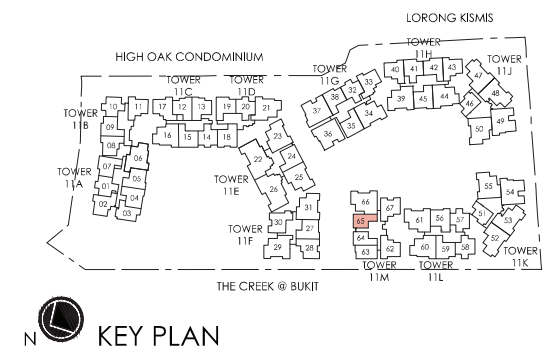 LORONG KISMIS
HIGH OAK CONDOMINIUM
TOWER
11H
TOWER
11J
TOWER
11G
TOWER
11C
TOWER
11D
TOWER
11B
40 41 42 43
47
48
39 45 44
46
50 49
37 38 32 33
36 35 34
10 11
09
08
17 12 13
19 20 21
16 15 14 18
23
22 24
25
26
TOWER
11A
07 06
01 05
02 04
03
TOWER
11E
TOWER
11F
31
30 27
29 28
66
67
65
64
63 62
61 56 57
60 59 58
55 54
51 53
52
TOWER
11K
TOWER
11M
TOWER
11L
THE CREEK @ BUKIT
N
KEY PLAN